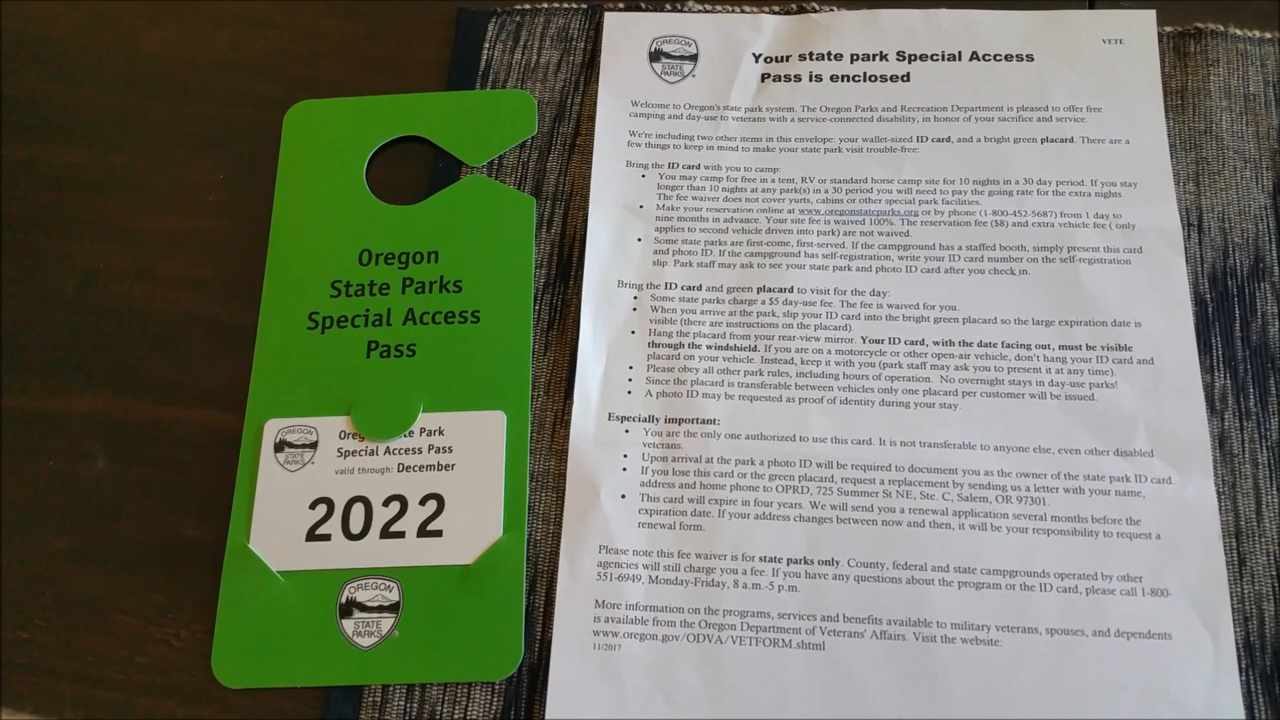 Oregon
State Parks
Special Access
Pass
OREGON
STATE
PARKS
Oreg te Park
Special Access Pass
valid through: December
2022
OREGON
STATE
PARKS
OREGON
STATE
PARKS
VETE
Your state park Special Access
Pass is enclosed
Welcome to Oregon's state park system. The Oregon Parks and Recreation Department is pleased to offer free
camping and day-use to veterans with a service-connected disability, in honor of your sacrifice and service.
We're including two other items in this envelope: your wallet-sized ID card, and a bright green placard. There are a
few things to keep in mind to make your state park visit trouble-free:
Bring the ID card with you to camp:
• You may camp for free in a tent, RV or standard horse camp site for 10 nights in a 30 day period. If you stay
longer than 10 nights at any park(s) in a 30 period you will need to pay the going rate for the extra nights.
The fee waiver does not cover yurts, cabins or other special park facilities.
• Make your reservation online at www.oregonstateparks.org or by phone (1-800-452-5687) from 1 day to
nine months in advance. Your site fee is waived 100%. The reservation fee ($8) and extra vehicle fee ( only
applies to second vehicle driven into park) are not waived.
• Some state parks are first-come, first-served. If the campground has a staffed booth, simply present this card
and photo ID. If the campground has self-registration, write your ID card number on the self-registration
slip. Park staff may ask to see your state park and photo ID card after you check in.
Bring the ID card and green placard to visit for the day:
• Some state parks charge a $5 day-use fee. The fee is waived for you.
• When you arrive at the park, slip your ID card into the bright green placard so the large expiration date is
visible (there are instructions on the placard).
• Hang the placard from your rear-view mirror. Your ID card, with the date facing out, must be visible
through the windshield. If you are on a motorcycle or other open-air vehicle, don't hang your ID card and
placard on your vehicle. Instead, keep it with you (park staff may ask you to present it at any time).
• Please obey all other park rules, including hours of operation. No overnight stays in day-use parks!
• Since the placard is transferable between vehicles only one placard per customer will be issued.
• A photo ID may be requested as proof of identity during your stay.
Especially important:
• You are the only one authorized to use this card. It is not transferable to anyone else, even other disabled
veterans.
• Upon arrival at the park a photo ID will be required to document you as the owner of the state park ID card.
• If you lose this card or the green placard, request a replacement by sending us a letter with your name,
address and home phone to OPRD, 725 Summer St NE, Ste. C, Salem, OR 97301.
• This card will expire in four years. We will send you a renewal application several months before the
expiration date. If your address changes between now and then, it will be your responsibility to request a
renewal form.
Please note this fee waiver is for state parks only. County, federal and state campgrounds operated by other
agencies will still charge you a fee. If you have any questions about the program or the ID card, please call 1-800-
551-6949, Monday-Friday, 8 a.m.-5 p.m.
More information on the programs, services and benefits available to military veterans, spouses, and dependents
is available from the Oregon Department of Veterans' Affairs. Visit the website:
www.oregon.gov/ODVA/VETFORM.shtml
11/2017